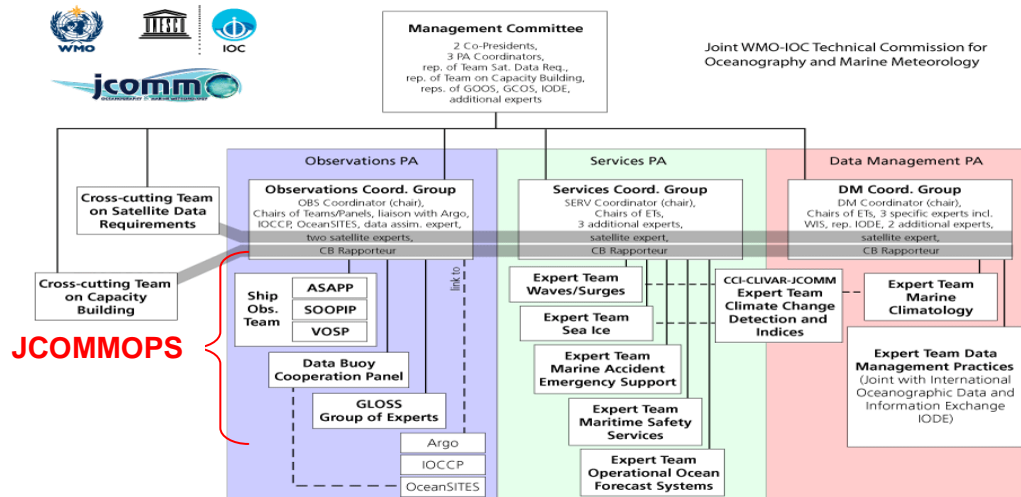 WMO
UNESCO
IOC
jcomm
OCEANOGRAPHY & MARINE METEOROLOGY
Management Committee
2 Co-Presidents,
3 PA Coordinators,
rep. of Team Sat. Data Req.,
rep. of Team on Capacity Building,
reps. of GOOS, GCOS, IODE,
additional experts
Joint WMO-IOC Technical Commission for
Oceanography and Marine Meteorology
Observations PA
Services PA
Data Management PA
Cross-cutting Team
on Satellite Data
Requirements
Cross-cutting Team
on Capacity
Building
Observations Coord. Group
OBS Coordinator (chair),
Chairs of Teams/Panels, liaison with Argo,
IOCCP, OceanSITES, data assim. expert,
two satellite experts,
CB Rapporteur
Services Coord. Group
SERV Coordinator (chair),
Chairs of ETs,
3 additional experts,
satellite expert,
CB Rapporteur
DM Coord. Group
DM Coordinator (chair),
Chairs of ETs, 3 specific experts incl.
WIS, rep. IODE, 2 additional experts,
satellite expert,
CB Rapporteur
JCOMMOPS
Ship
Obs.
Team
ASAPP
SOOPIP
VOSP
link to
Data Buoy
Cooperation Panel
GLOSS
Group of Experts
Argo
IOCCP
OceanSITES
Expert Team
Waves/Surges
Expert Team
Sea Ice
Expert Team
Marine Accident
Emergency Support
Expert Team
Maritime Safety
Services
Expert Team
Operational Ocean
Forecast Systems
CCI-CLIVAR-JCOMM
Expert Team
Climate Change
Detection and
Indices
Expert Team
Marine
Climatology
Expert Team Data
Management Practices
(Joint with International
Oceanographic Data and
Information Exchange
IODE)